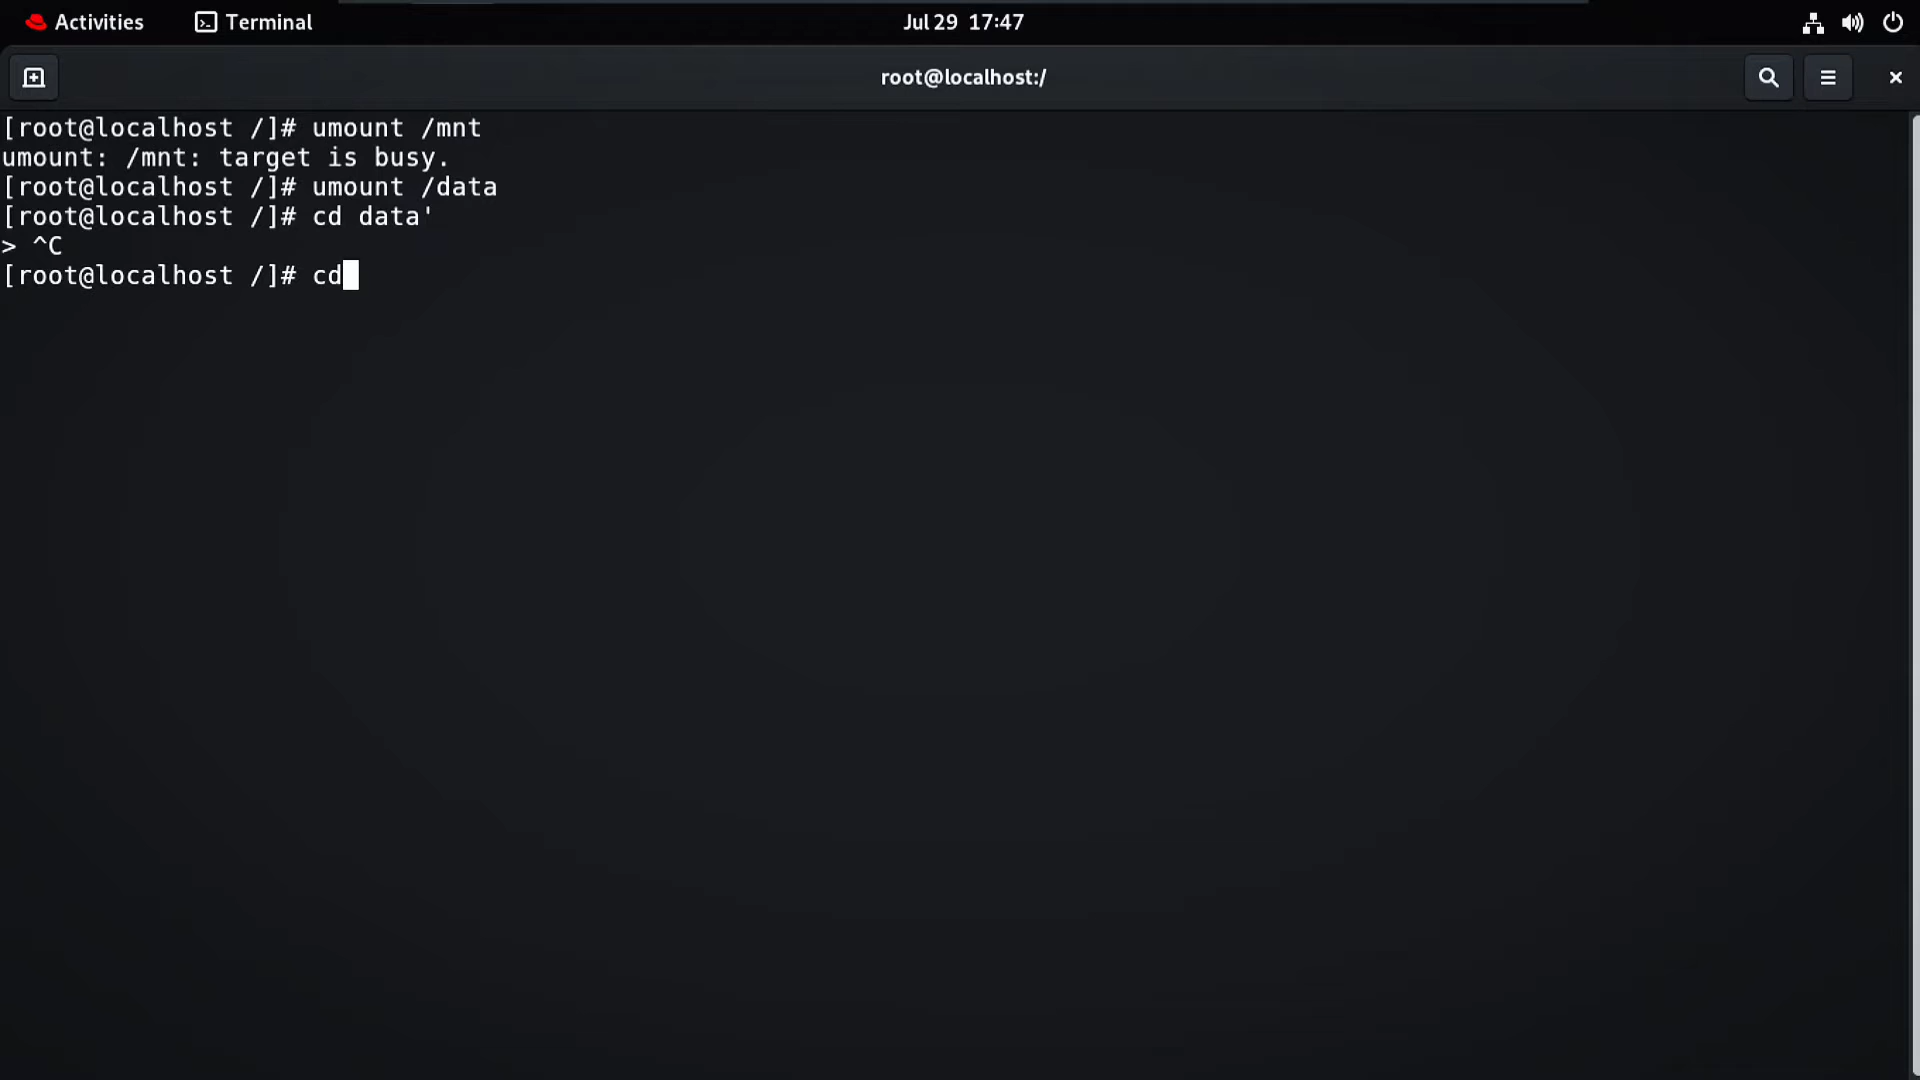 Activities Terminal Jul 29 17:47
root@localhost:/
[root@localhost /]# umount /mnt
umount: /mnt: target is busy.
[root@localhost /]# umount /data
[root@localhost /]# cd data'
> ^C
[root@localhost /]# cd